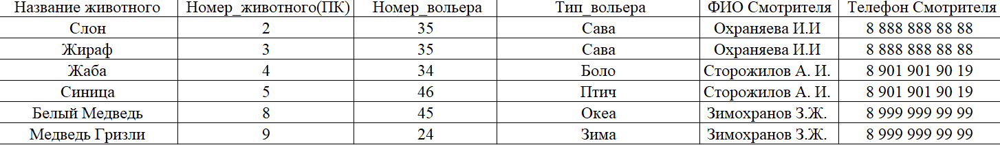 Название животного Номер_животного(ПК) Номер_вольера Тип_вольера ФИО Смотрителя Телефон Смотрителя
Слон 2 35 Сава Охраняева И.И 8 888 888 88 88
Жираф 3 35 Сава Охраняева И.И 8 888 888 88 88
Жаба 4 34 Боло Сторожилов А. И. 8 901 901 90 19
Синица 5 46 Птич Сторожилов А. И. 8 901 901 90 19
Белый Медведь 8 45 Океа Зимохранов З.Ж. 8 999 999 99 99
Медведь Гризли 9 24 Зима Зимохранов З.Ж. 8 999 999 99 99